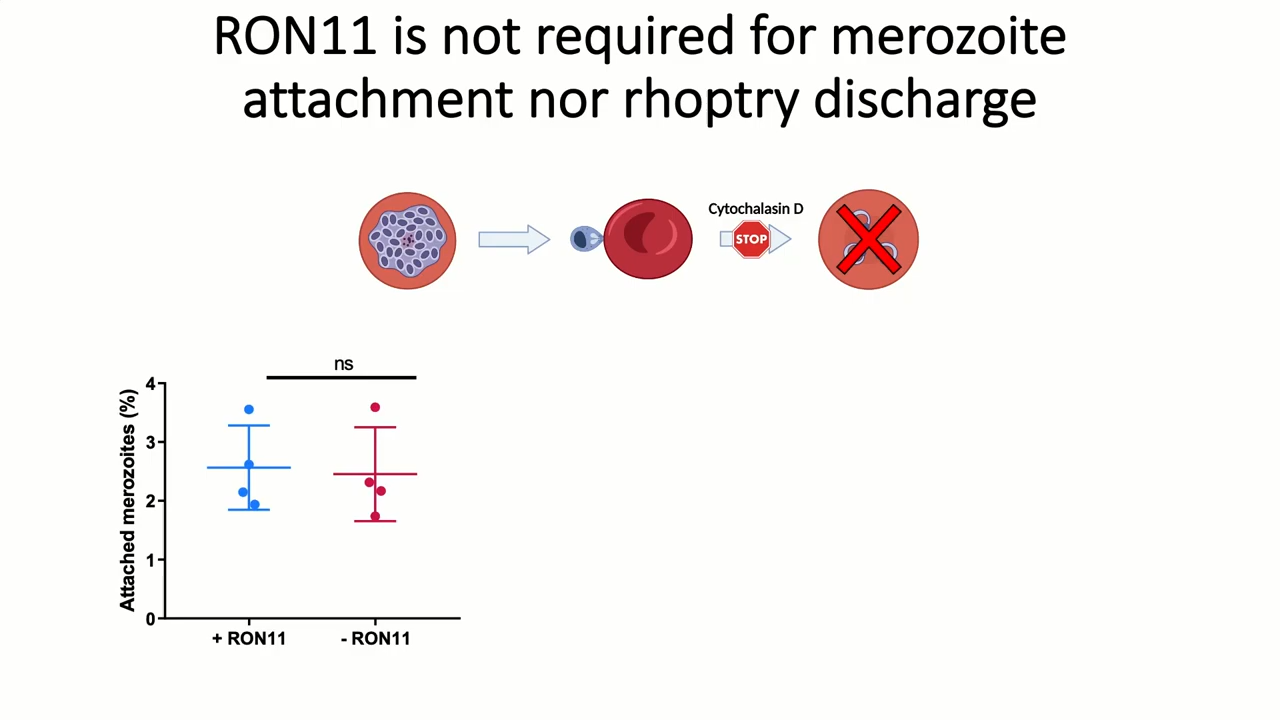 RON11 is not required for merozoite
attachment nor rhoptry discharge
Cytochalasin D
STOP
ns
Attached merozoites (%)
4
3
2
1
0
+ RON11
- RON11